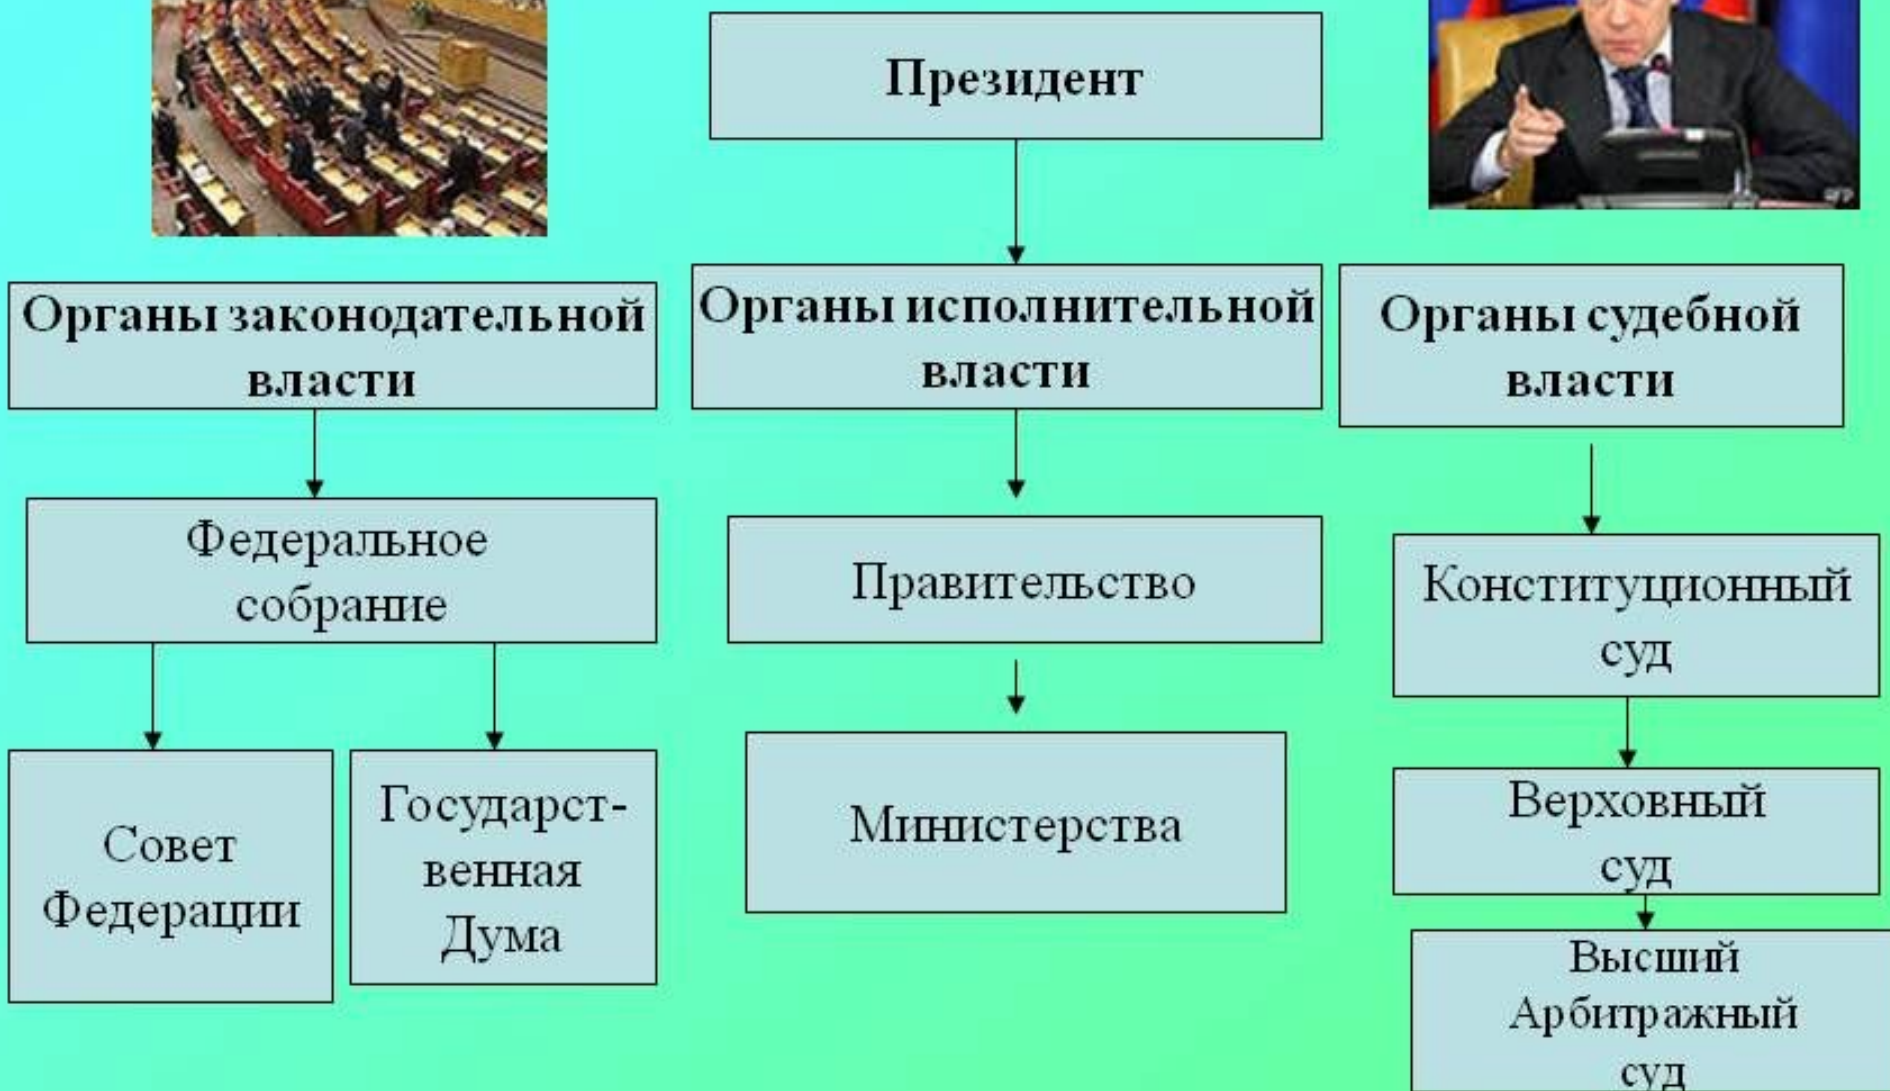 Президент
Органы законодательной
власти
Органы исполнительной
власти
Органы судебной
власти
Федеральное
собрание
Правительство
Конституционный
суд
Совет
Федерации
Государст-
венная
Дума
Министерства
Верховный
суд
Высший
Арбитражный
суд